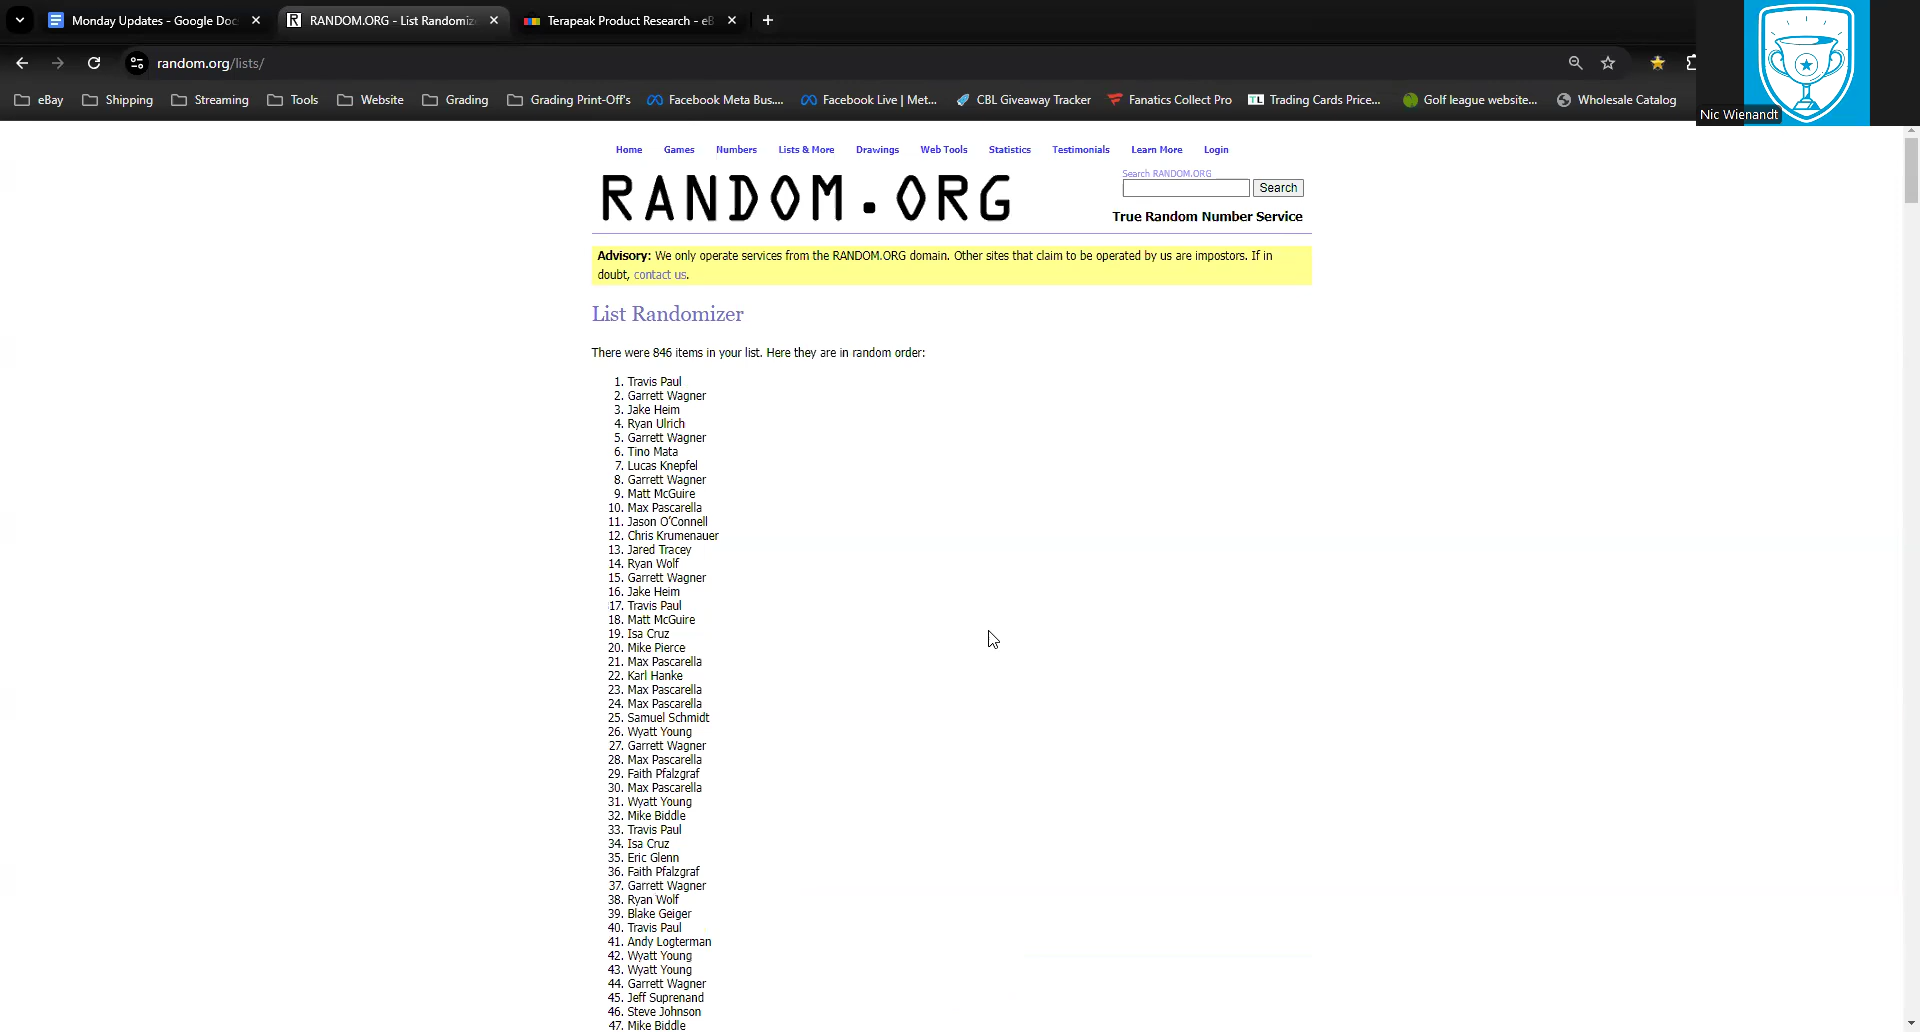 Monday Updates - Google Doc
RANDOM.ORG - List Randomize
Terapeak Product Research - eB
random.org/lists/
eBay
Shipping
Streaming
Tools
Website
Grading
Grading Print-Off's
Facebook Meta Bus....
Facebook Live | Met...
CBL Giveaway Tracker
Fanatics Collect Pro
Trading Cards Price...
Golf league website...
Wholesale Catalog
Nic Wienandt
Home Games Numbers Lists & More Drawings Web Tools Statistics Testimonials Learn More Login
RANDOM.ORG
Search RANDOM.ORG
Search
True Random Number Service
Advisory: We only operate services from the RANDOM.ORG domain. Other sites that claim to be operated by us are impostors. If in
doubt, contact us.
List Randomizer
There were 846 items in your list. Here they are in random order:
1. Travis Paul
2. Garrett Wagner
3. Jake Heim
4. Ryan Ulrich
5. Garrett Wagner
6. Tino Mata
7. Lucas Knepfel
8. Garrett Wagner
9. Matt McGuire
10. Max Pascarella
11. Jason O'Connell
12. Chris Krumenauer
13. Jared Tracey
14. Ryan Wolf
15. Garrett Wagner
16. Jake Heim
17. Travis Paul
18. Matt McGuire
19. Isa Cruz
20. Mike Pierce
21. Max Pascarella
22. Karl Hanke
23. Max Pascarella
24. Max Pascarella
25. Samuel Schmidt
26. Wyatt Young
27. Garrett Wagner
28. Max Pascarella
29. Faith Pfalzgraf
30. Max Pascarella
31. Wyatt Young
32. Mike Biddle
33. Travis Paul
34. Isa Cruz
35. Eric Glenn
36. Faith Pfalzgraf
37. Garrett Wagner
38. Ryan Wolf
39. Blake Geiger
40. Travis Paul
41. Andy Logterman
42. Wyatt Young
43. Wyatt Young
44. Garrett Wagner
45. Jeff Suprenand
46. Steve Johnson
47. Mike Biddle